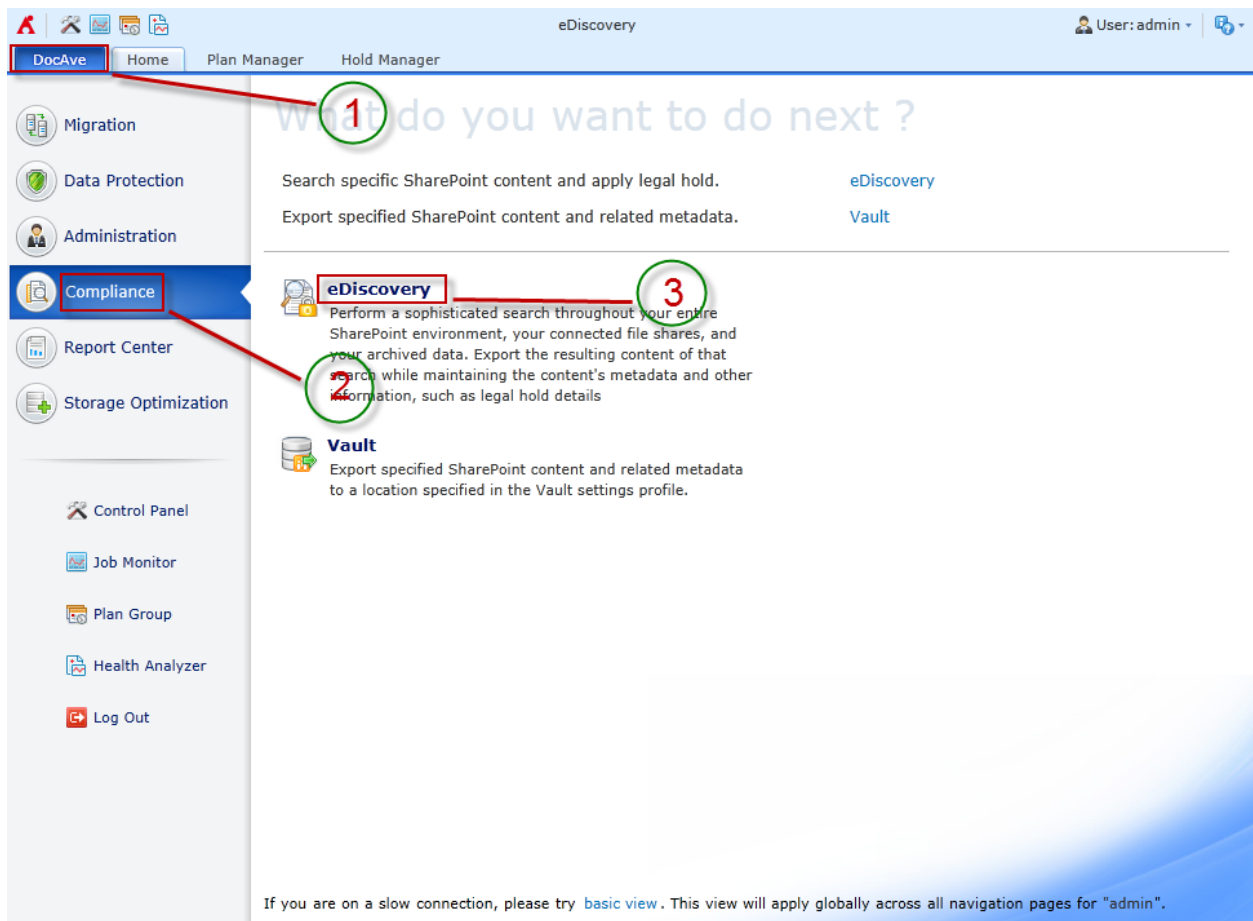 eDiscovery
User: admin
DocAve
Home
Plan Manager
Hold Manager
1
What do you want to do next ?
Migration
Data Protection
Administration
Compliance
Report Center
Storage Optimization
Control Panel
Job Monitor
Plan Group
Health Analyzer
Log Out
Search specific SharePoint content and apply legal hold.
eDiscovery
Export specified SharePoint content and related metadata.
Vault
eDiscovery
3
Perform a sophisticated search throughout your entire
SharePoint environment, your connected file shares, and
your archived data. Export the resulting content of that
search while maintaining the content's metadata and other
information, such as legal hold details
2
Vault
Export specified SharePoint content and related metadata
to a location specified in the Vault settings profile.
If you are on a slow connection, please try basic view. This view will apply globally across all navigation pages for "admin".